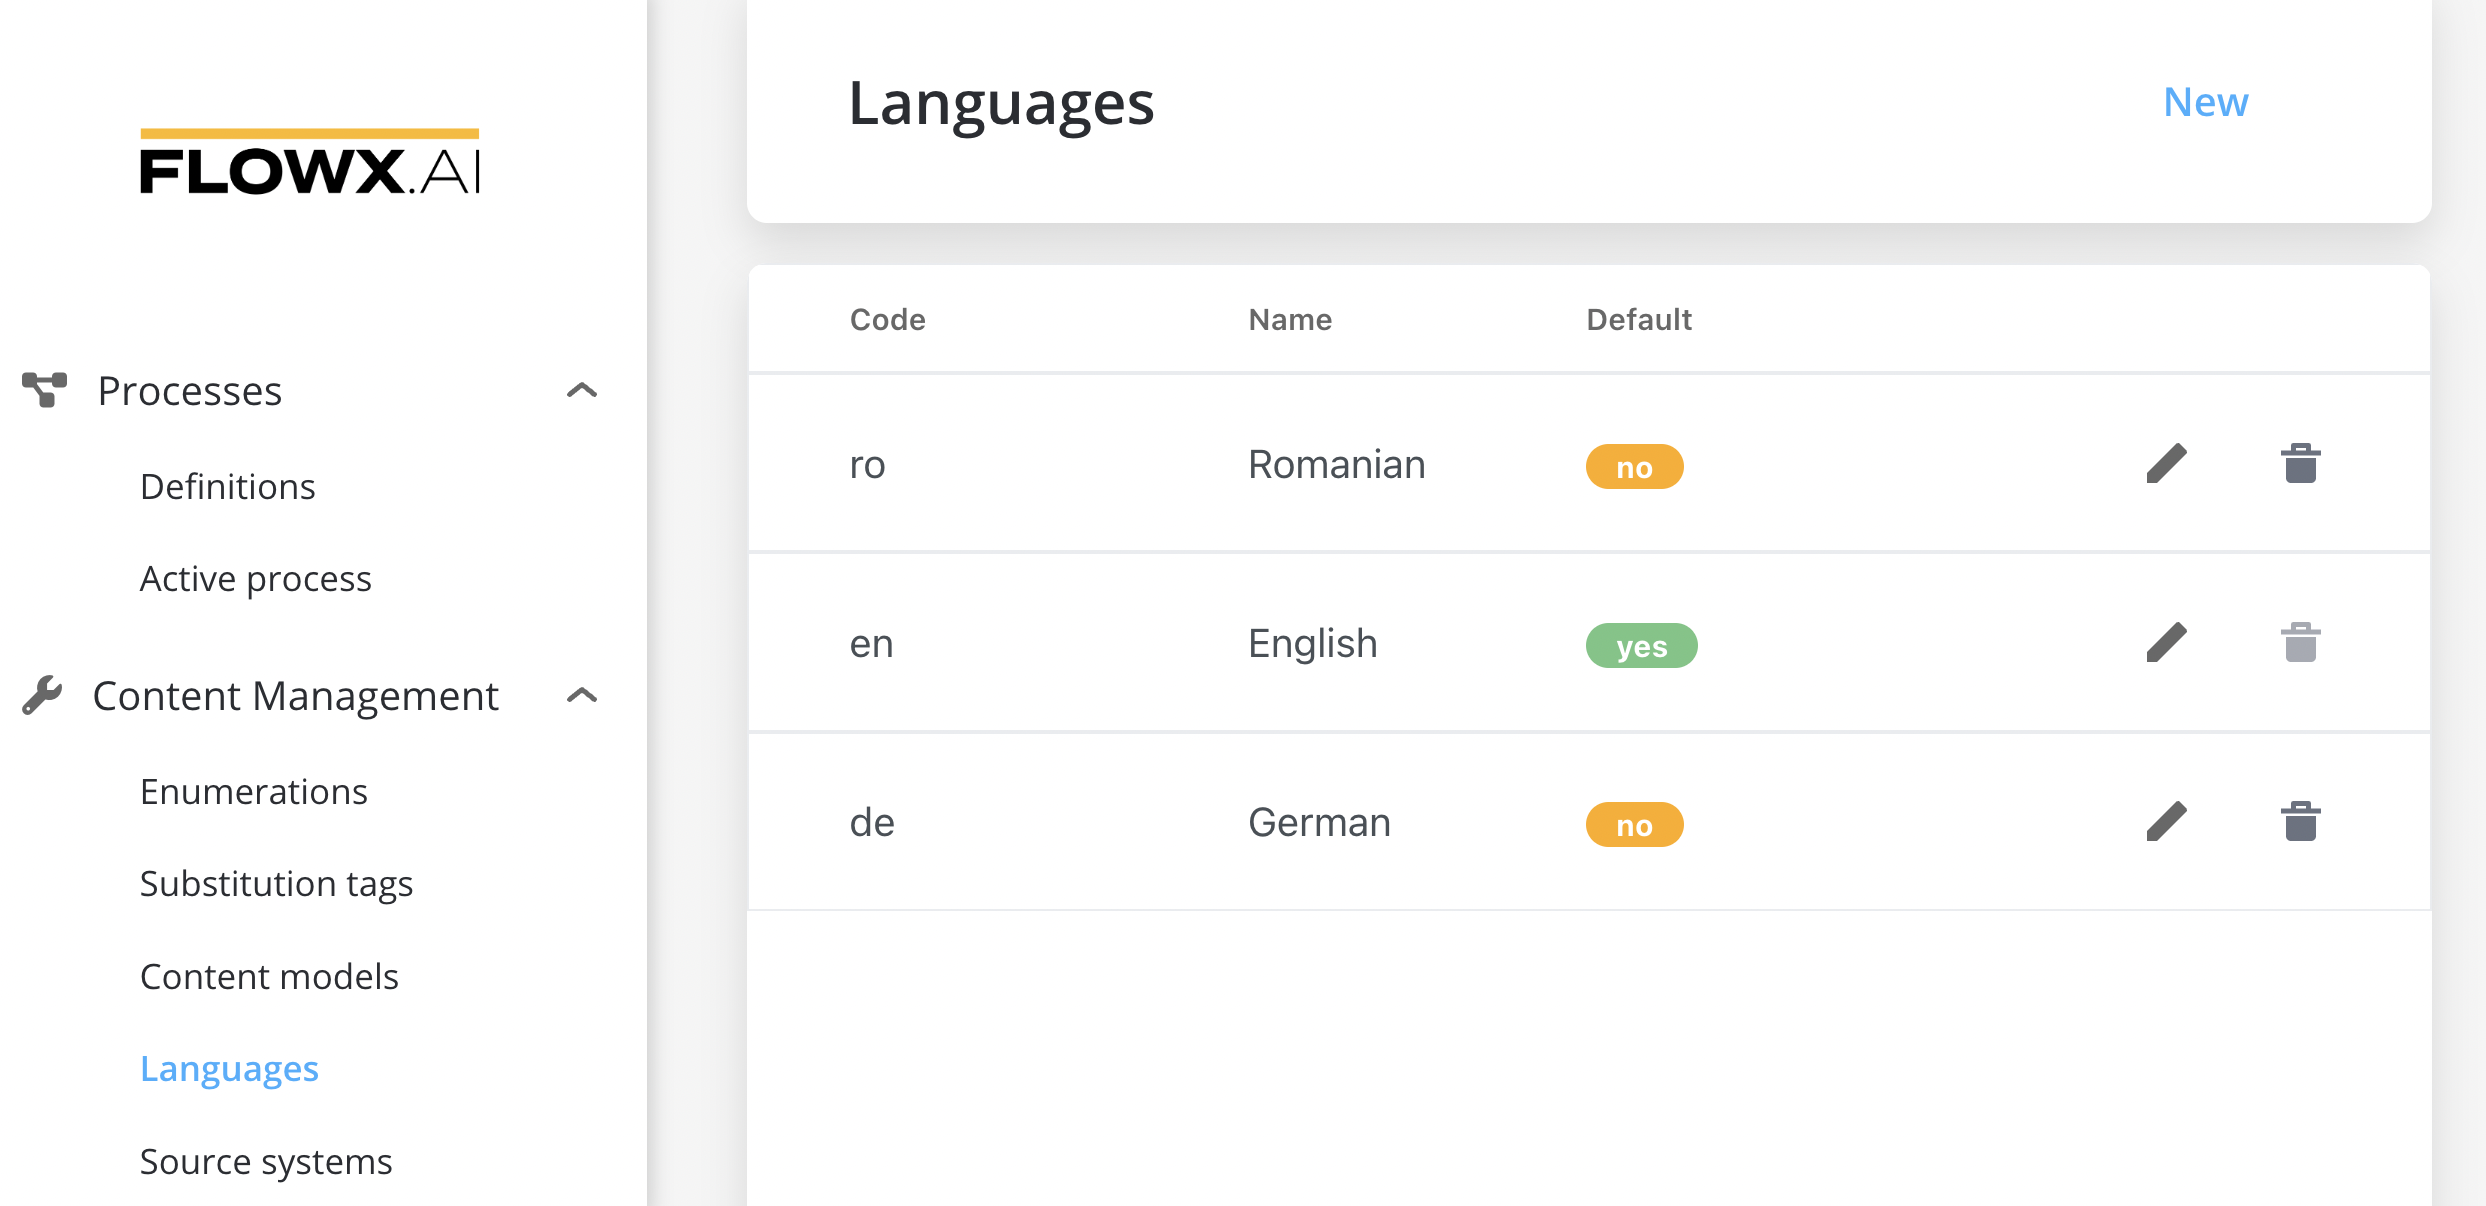 FLOWX.AI
Processes
Definitions
Active process
Content Management
Enumerations
Substitution tags
Content models
Languages
Source systems
Languages
New
Code Name Default
ro Romanian no
en English yes
de German no